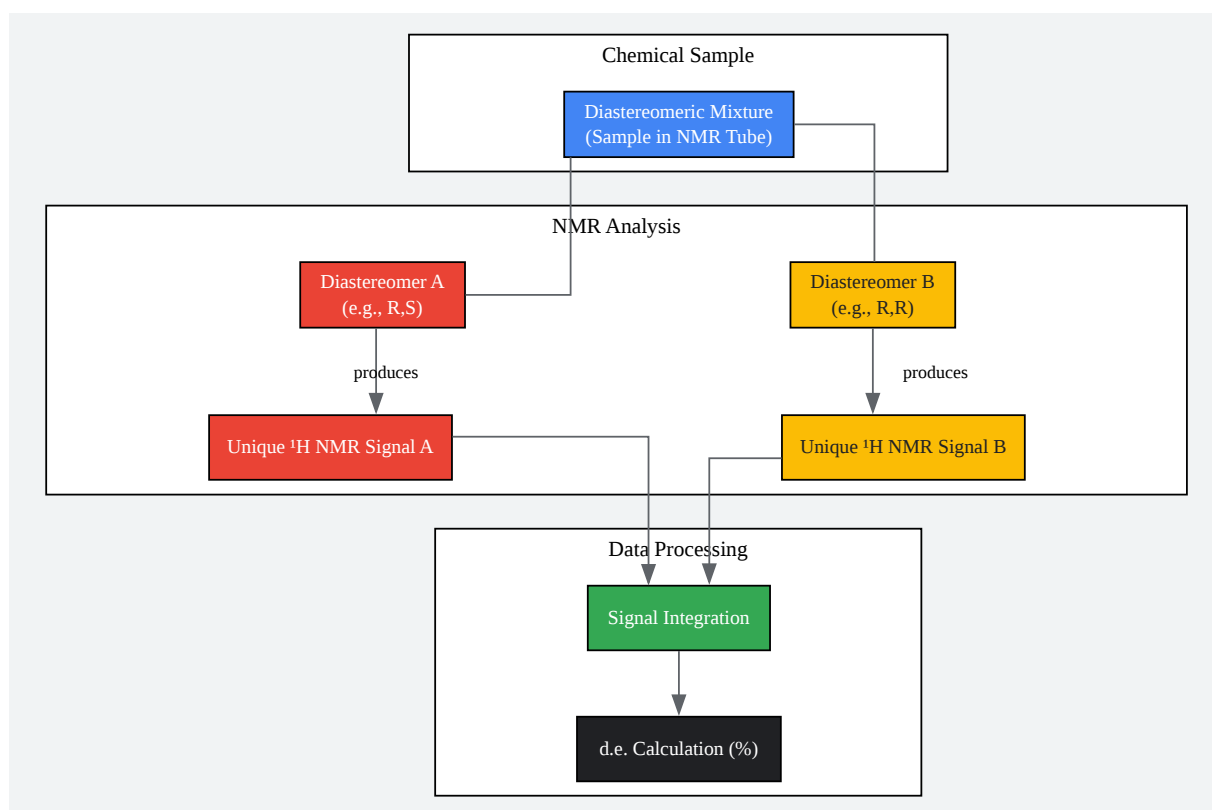 Chemical Sample
Diastereomeric Mixture
(Sample in NMR Tube)
NMR Analysis
Diastereomer A
(e.g., R,S)
Diastereomer B
(e.g., R,R)
produces
produces
Unique ¹H NMR Signal A
Unique ¹H NMR Signal B
Data Processing
Signal Integration
d.e. Calculation (%)